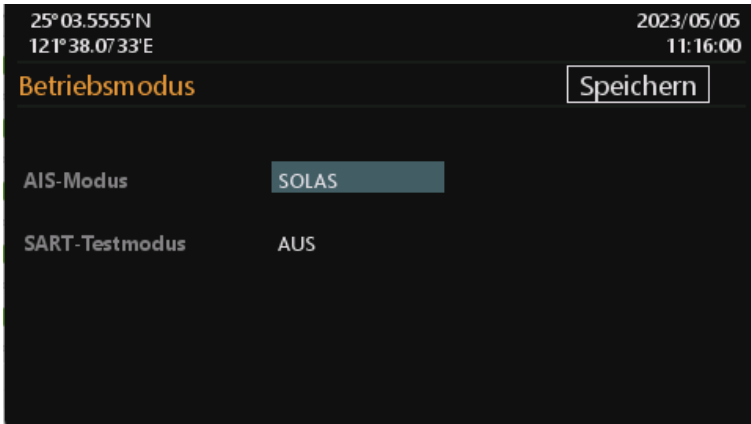 25° 03.5555'N
2023/05/05
121° 38.0733'E
11:16:00
Betriebsmodus
Speichern
AIS-Modus
SOLAS
SART-Testmodus
AUS